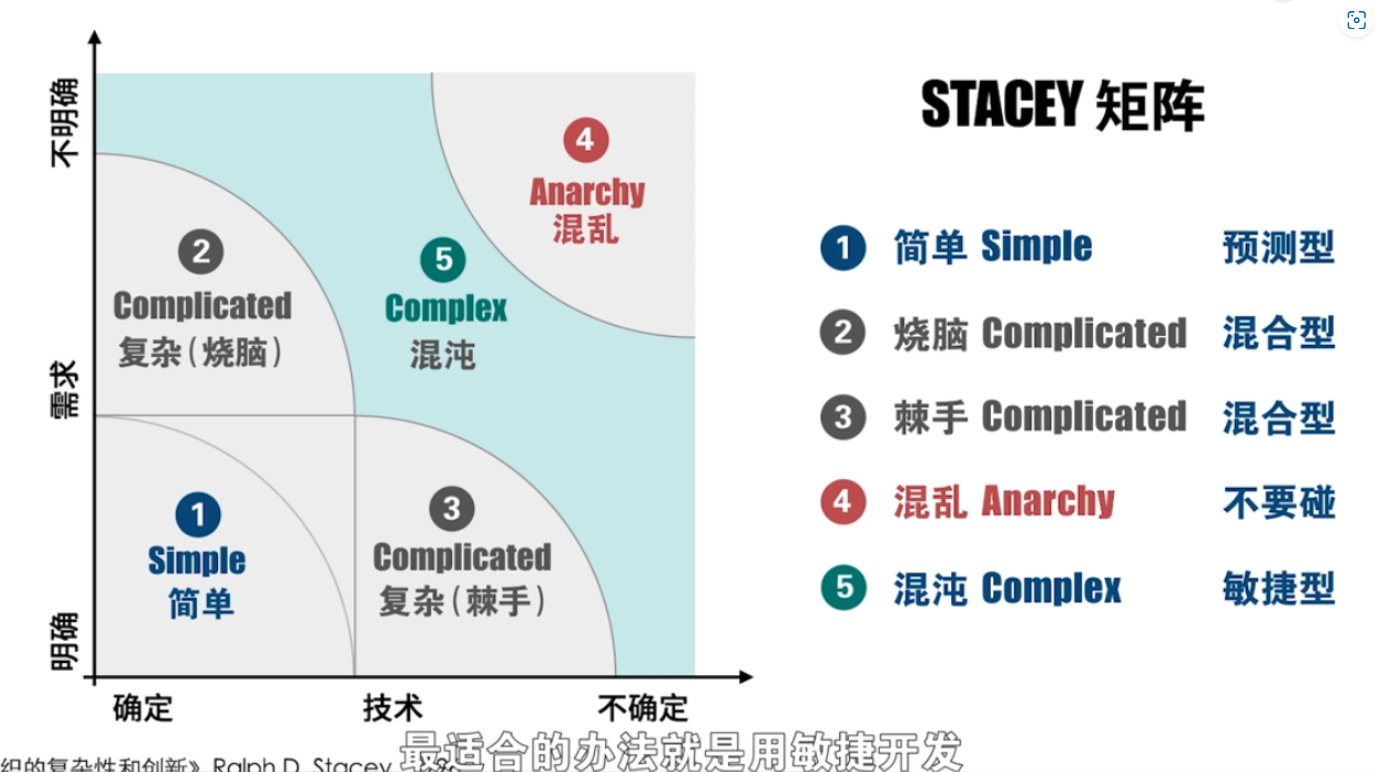 STACEY 矩阵
不明确
需求
明确
确定
技术
不确定
4
Anarchy
混乱
2
Complicated
复杂(烧脑)
5
Complex
混沌
1
Simple
简单
3
Complicated
复杂(棘手)
1 简单 Simple 预测型
2 烧脑 Complicated 混合型
3 棘手 Complicated 混合型
4 混乱 Anarchy 不要碰
5 混沌 Complex 敏捷型
最适合的办法就是用敏捷开发
织的复杂性和创新》 Ralph D. Stacey